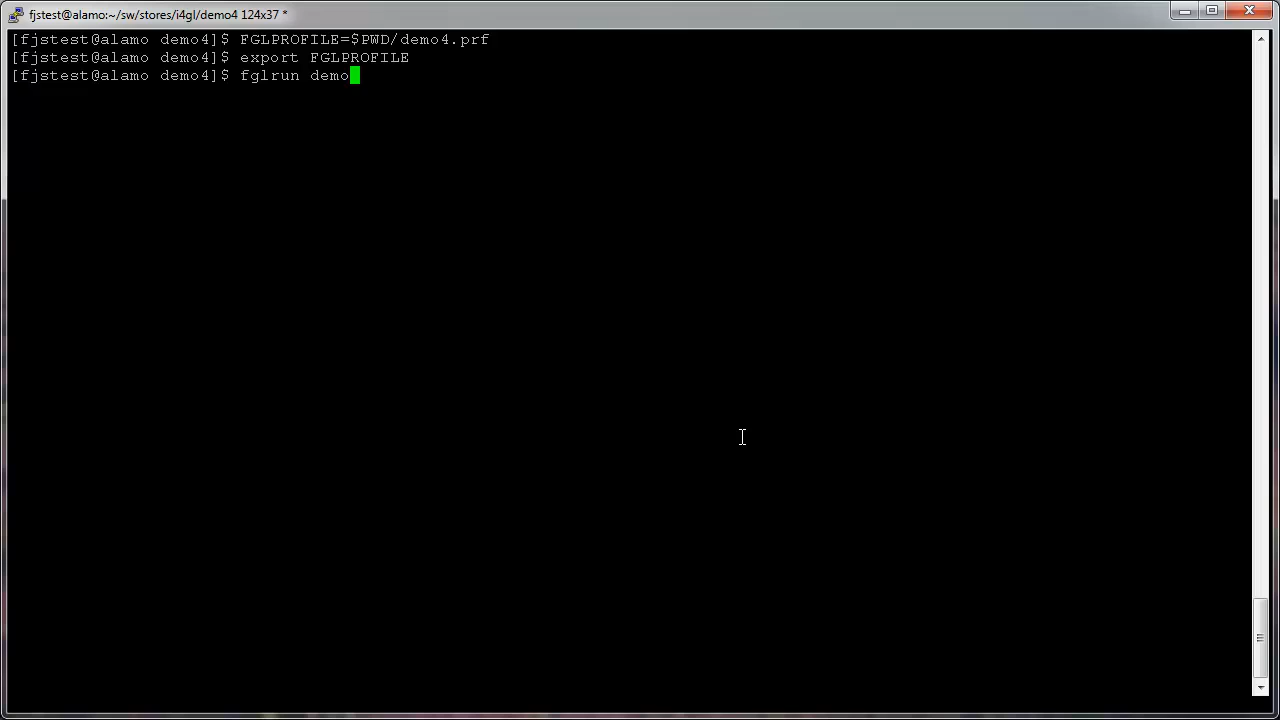 fjstest@alamo:~/sw/stores/i4gl/demo4 124x37 *
[fjstest@alamo demo4]$ FGLPROFILE=$PWD/demo4.prf
[fjstest@alamo demo4]$ export FGLPROFILE
[fjstest@alamo demo4]$ fglrun demo